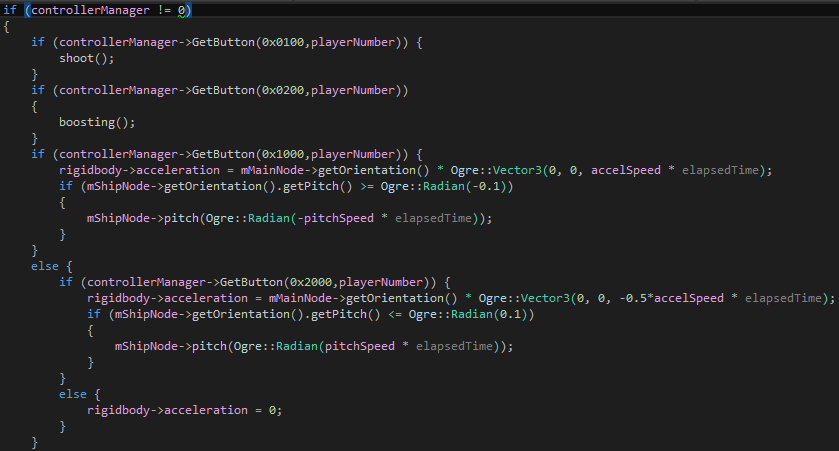 if (controllerManager != 0)
{
    if (controllerManager->GetButton(0x0100,playerNumber)) {
        shoot();
    }
    if (controllerManager->GetButton(0x0200,playerNumber))
    {
        boosting();
    }
    if (controllerManager->GetButton(0x1000,playerNumber)) {
        rigidbody->acceleration = mMainNode->getOrientation() * Ogre::Vector3(0, 0, accelSpeed * elapsedTime);
        if (mShipNode->getOrientation().getPitch() >= Ogre::Radian(-0.1))
        {
            mShipNode->pitch(Ogre::Radian(-pitchSpeed * elapsedTime));
        }
    }
    else {
        if (controllerManager->GetButton(0x2000,playerNumber)) {
            rigidbody->acceleration = mMainNode->getOrientation() * Ogre::Vector3(0, 0, -0.5*accelSpeed * elapsedTime);
            if (mShipNode->getOrientation().getPitch() <= Ogre::Radian(0.1))
            {
                mShipNode->pitch(Ogre::Radian(pitchSpeed * elapsedTime));
            }
        }
        else {
            rigidbody->acceleration = 0;
        }
    }